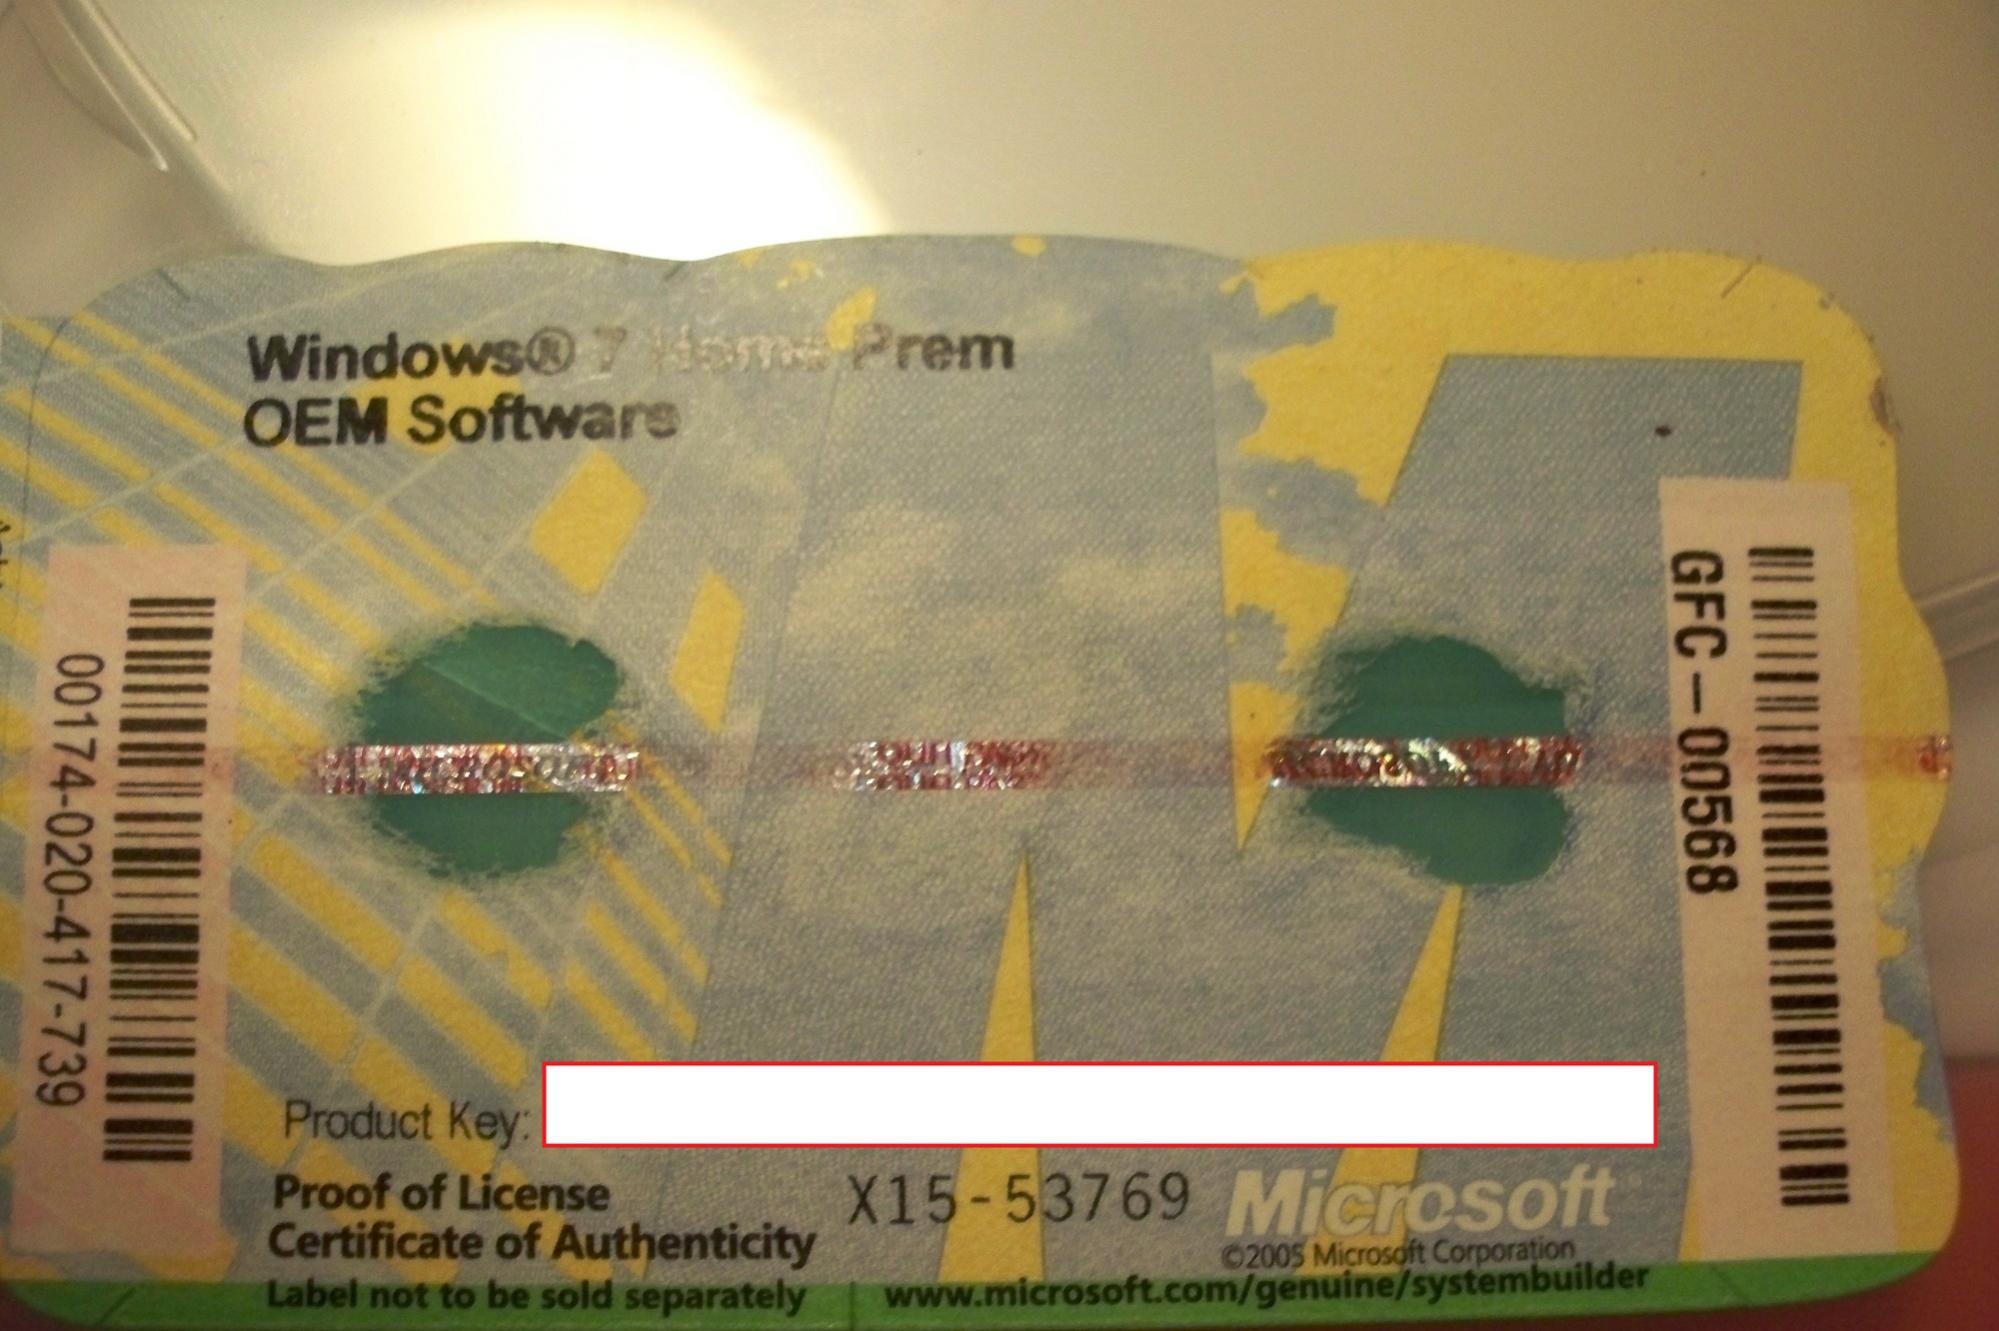 Windows® 7 Home Prem
OEM Software
00174-020-417-739
GFC-00568
Product Key:
Proof of License
Certificate of Authenticity
Label not to be sold separately
X15-53769
Microsoft
©2005 Microsoft Corporation
www.microsoft.com/genuine/systembuilder